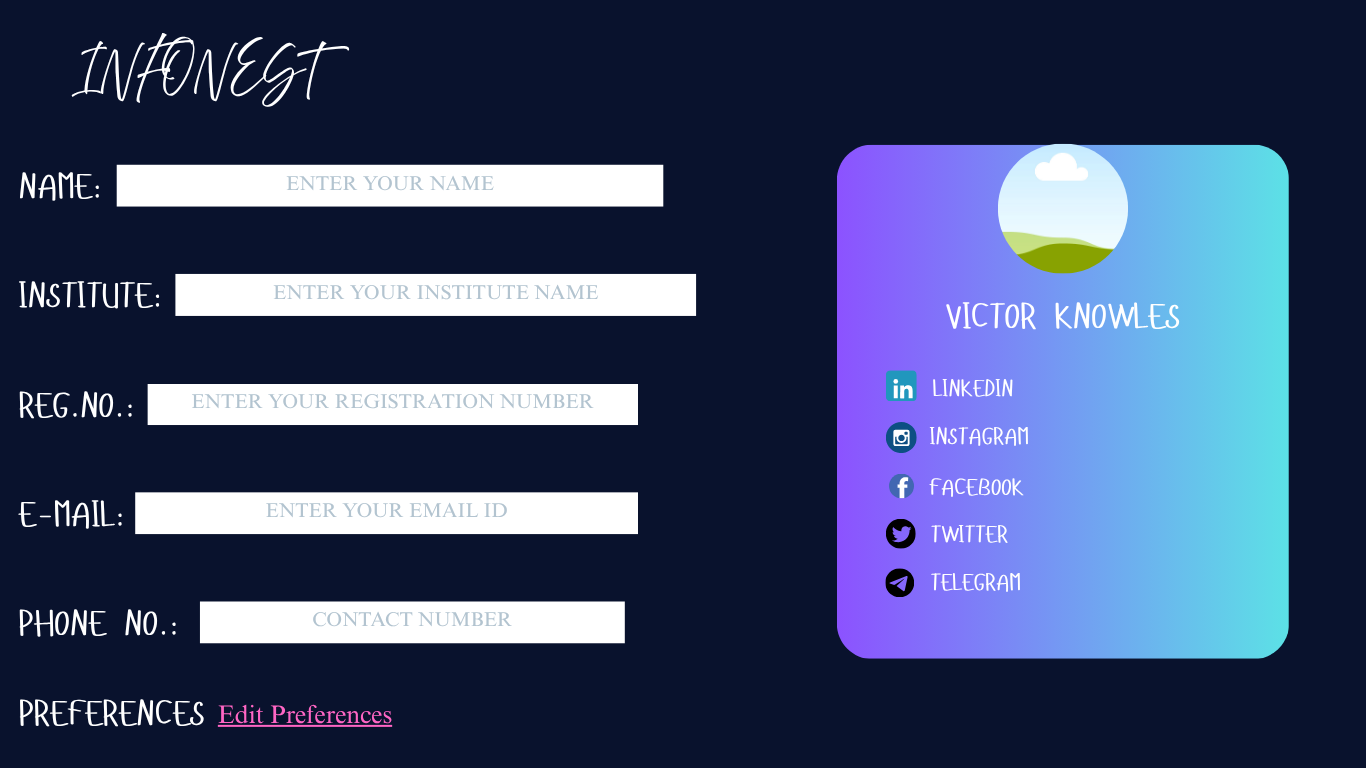 INFONEST
NAME: ENTER YOUR NAME
INSTITUTE: ENTER YOUR INSTITUTE NAME
REG.NO.: ENTER YOUR REGISTRATION NUMBER
E-MAIL: ENTER YOUR EMAIL ID
PHONE NO.: CONTACT NUMBER
PREFERENCES Edit Preferences
VICTOR KNOWLES
LINKEDIN
INSTAGRAM
FACEBOOK
TWITTER
TELEGRAM